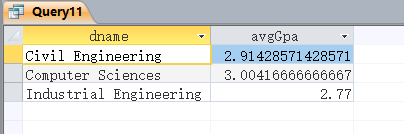 Query11
dname avgGpa
Civil Engineering 2.91428571428571
Computer Sciences 3.00416666666667
Industrial Engineering 2.77